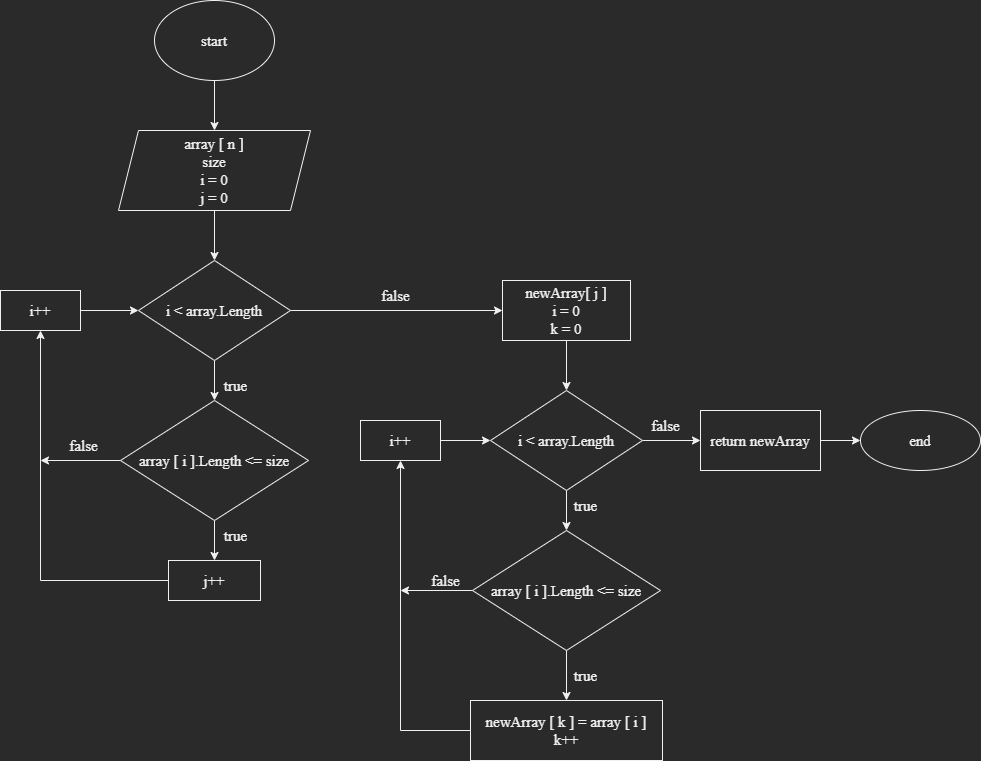 start
array [ n ]
size
i = 0
j = 0
i < array.Length
true
false
i++
array [ i ].Length <= size
false
true
j++
newArray[ j ]
i = 0
k = 0
i < array.Length
false
true
i++
return newArray
end
array [ i ].Length <= size
false
true
newArray [ k ] = array [ i ]
k++